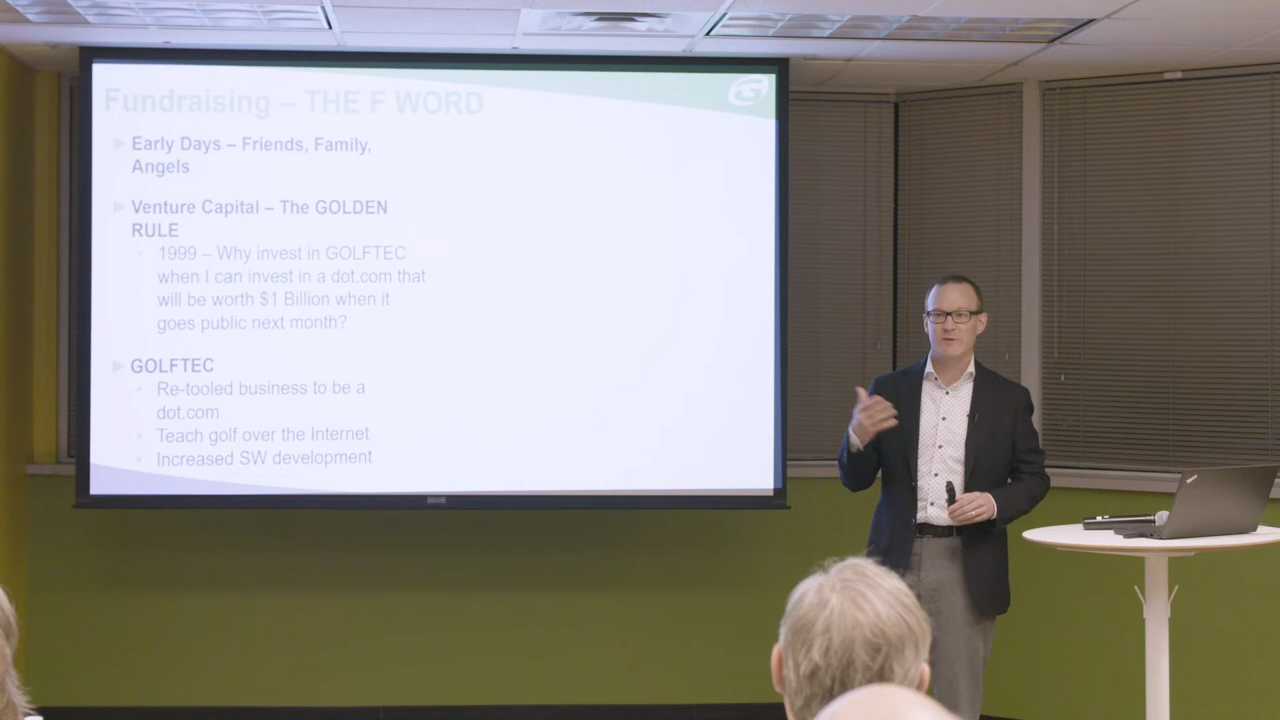 Fundraising – THE F WORD
Early Days – Friends, Family,
Angels
Venture Capital – The GOLDEN
RULE
1999 – Why invest in GOLFTEC
when I can invest in a dot.com that
will be worth $1 Billion when it
goes public next month?
GOLFTEC
Re-tooled business to be a
dot.com
Teach golf over the Internet
Increased SW development